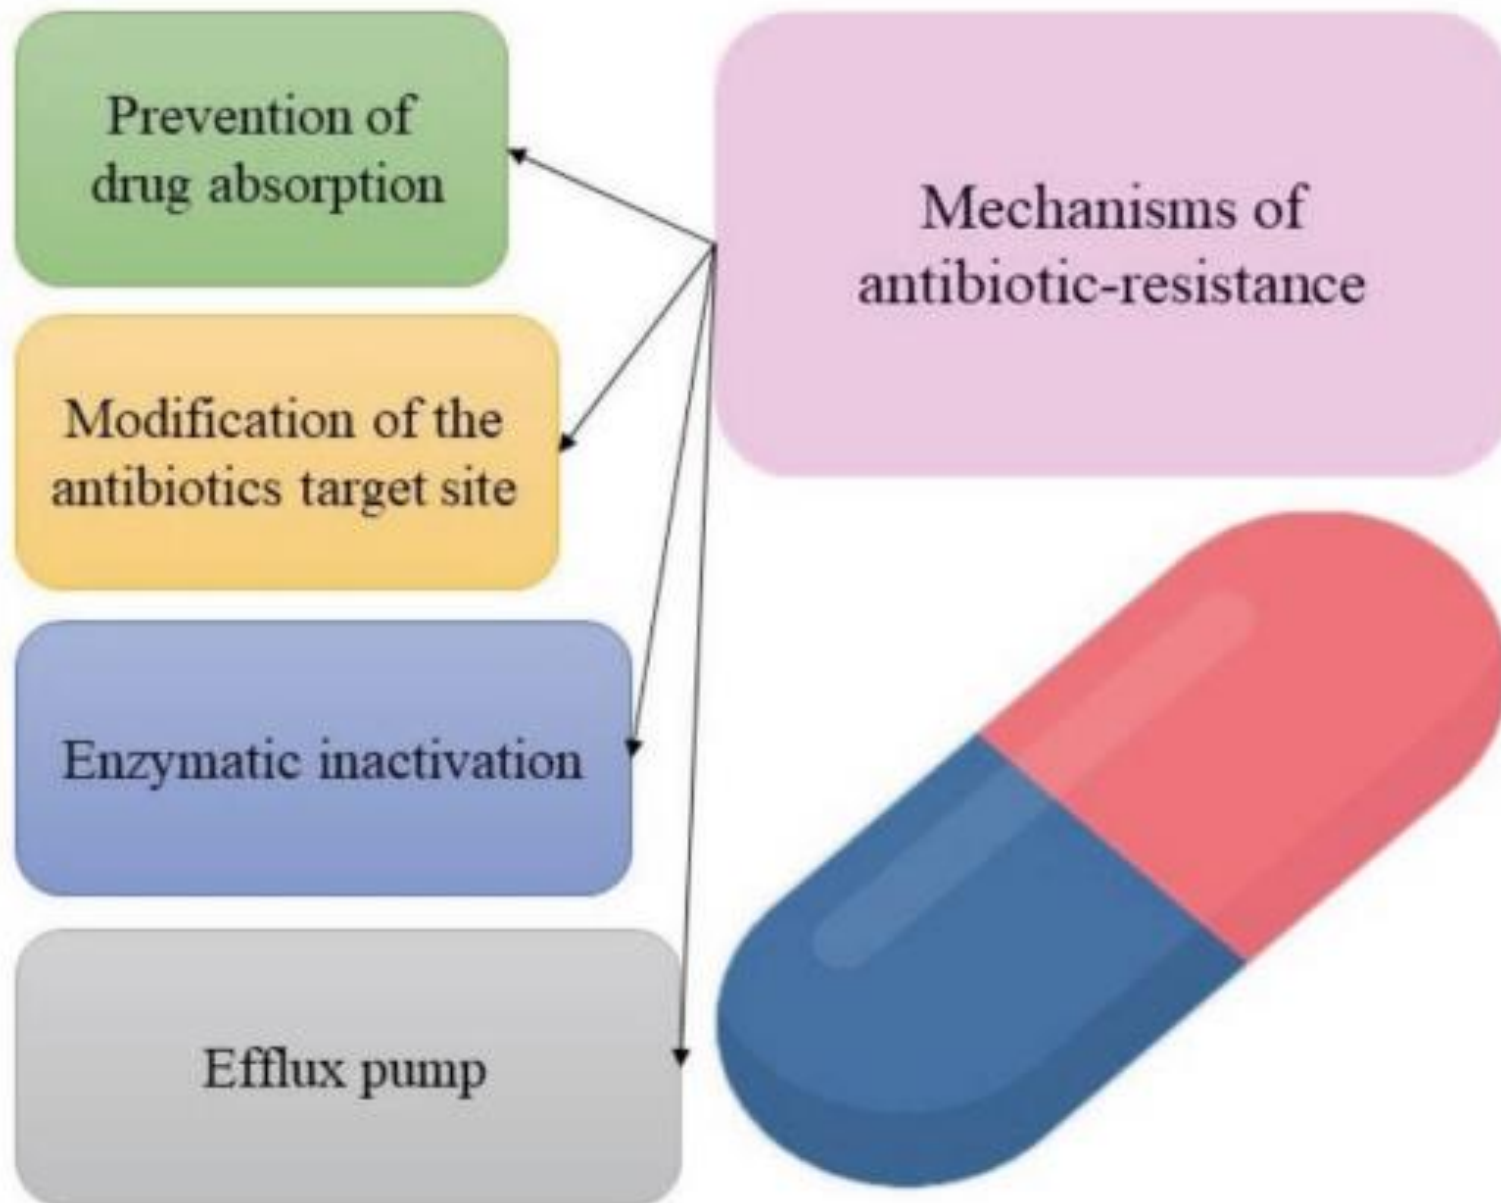 Prevention of
drug absorption
Mechanisms of
antibiotic-resistance
Modification of the
antibiotics target site
Enzymatic inactivation
Efflux pump